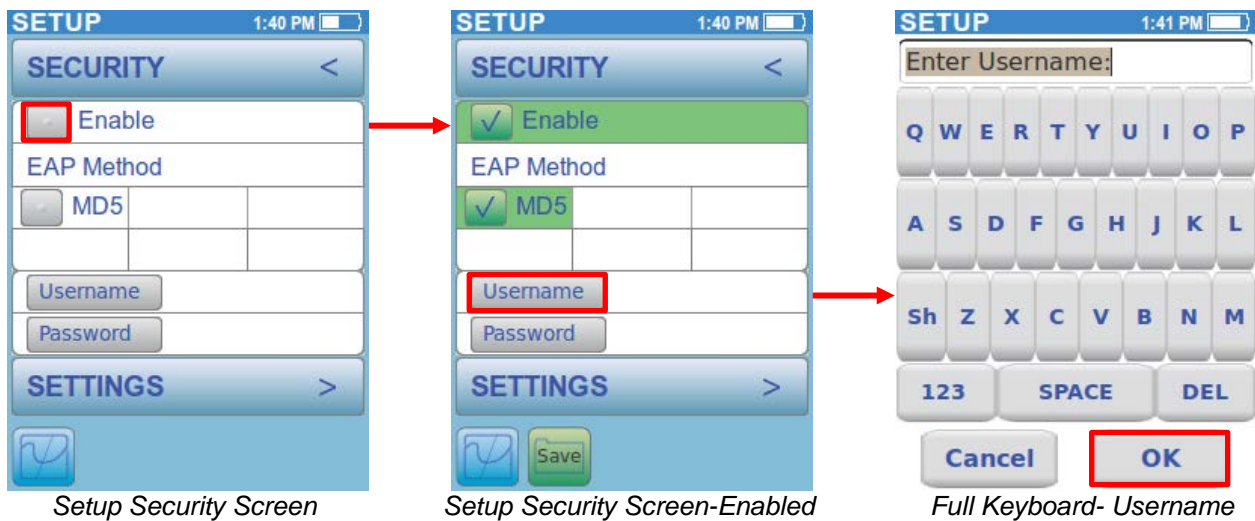 SETUP 1:40 PM
SECURITY <
Enable
EAP Method
MD5
Username
Password
SETTINGS >
Setup Security Screen
SETUP 1:40 PM
SECURITY <
Enable
EAP Method
MD5
Username
Password
SETTINGS >
Save
Setup Security Screen-Enabled
SETUP 1:41 PM
Enter Username:
Q W E R T Y U I O P
A S D F G H J K L
Sh Z X C V B N M
123 SPACE DEL
Cancel OK
Full Keyboard- Username